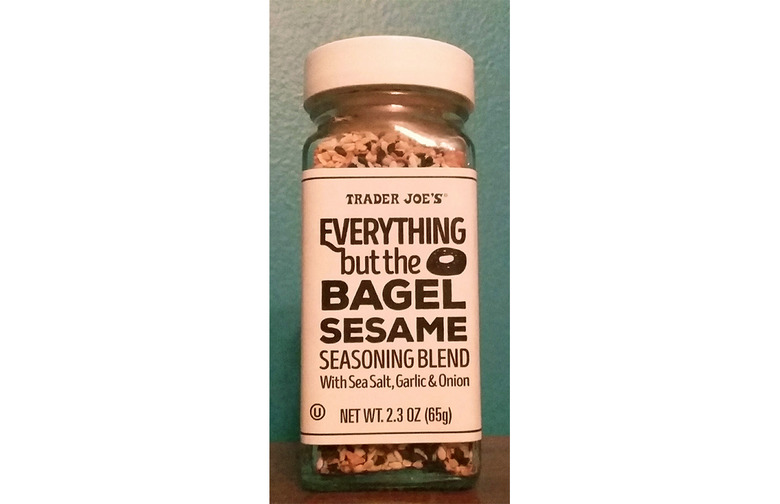 TRADER JOE'S®
EVERYTHING
but the
BAGEL
SESAME
SEASONING BLEND
With Sea Salt, Garlic & Onion
U NET WT. 2.3 OZ (65g)